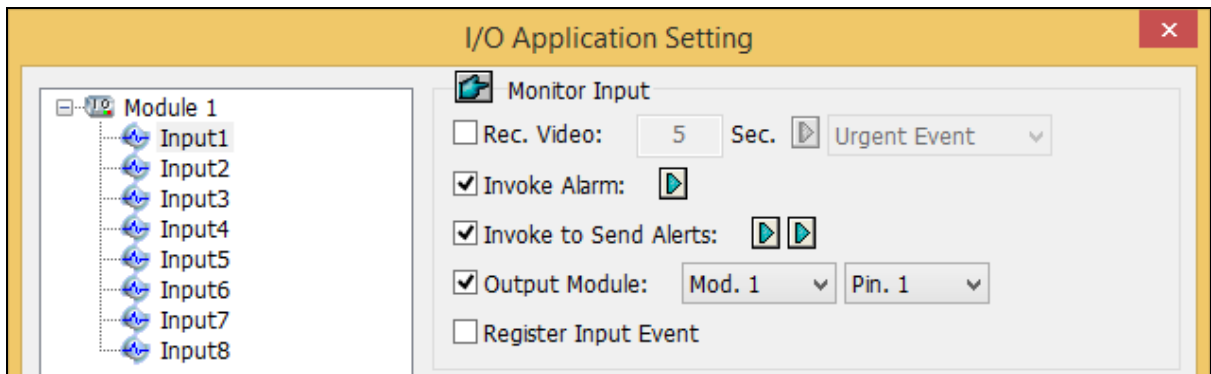 I/O Application Setting
Module 1
Input1
Input2
Input3
Input4
Input5
Input6
Input7
Input8
Monitor Input
Rec. Video: 5 Sec. Urgent Event
Invoke Alarm:
Invoke to Send Alerts:
Output Module: Mod. 1 Pin. 1
Register Input Event